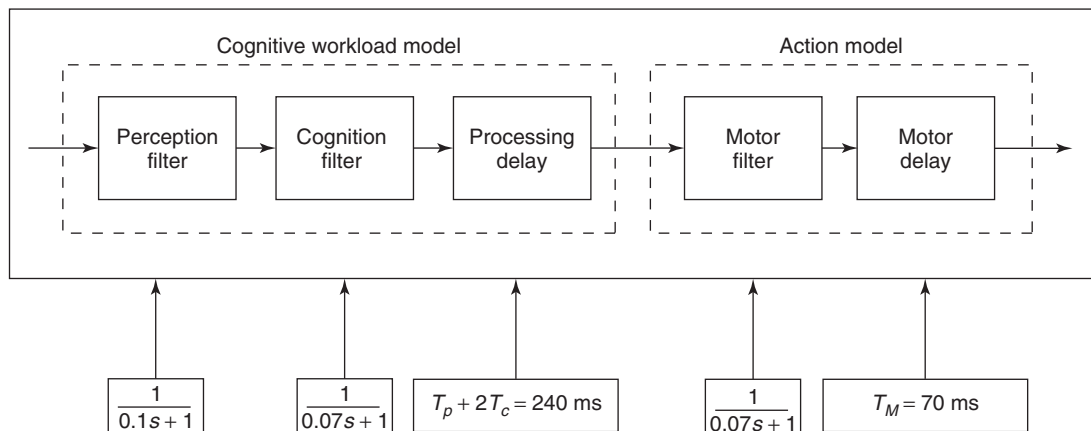 Cognitive workload model
Action model
Perception
filter
Cognition
filter
Processing
delay
Motor
filter
Motor
delay
1
0.1s + 1
1
0.07s + 1
T_p + 2T_c = 240 ms
1
0.07s + 1
T_M = 70 ms